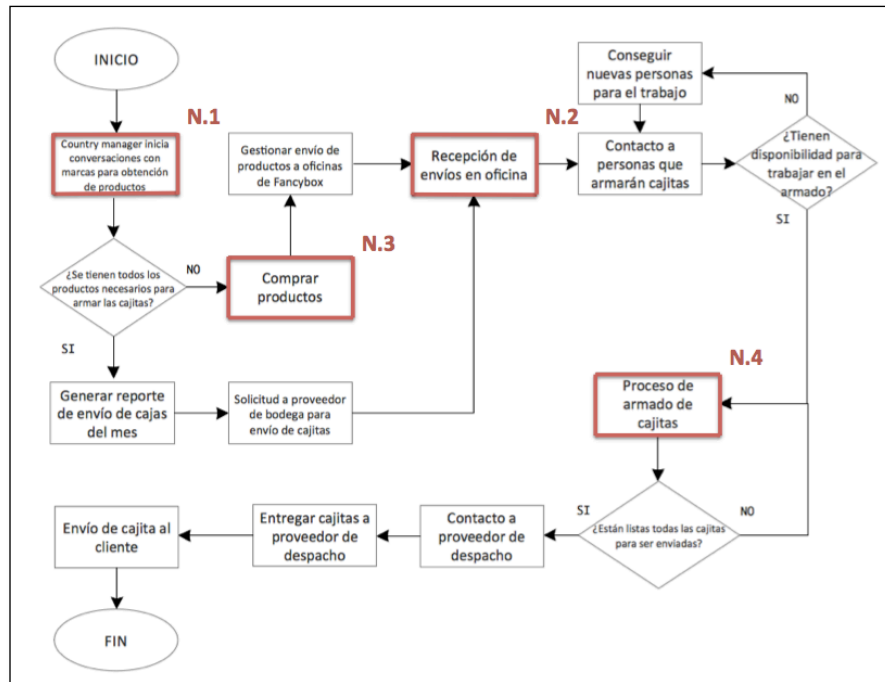 INICIO
N.1
Country manager inicia
conversaciones con
marcas para obtención
de productos
¿Se tienen todos los
productos necesarios para
armar las cajitas?
NO
SI
N.3
Comprar
productos
Gestionar envío de
productos a oficinas
de Fancybox
Generar reporte
de envío de cajas
del mes
Solicitud a proveedor
de bodega para
envío de cajitas
N.2
Recepción de
envíos en oficina
Contacto a
personas que
armarán cajitas
Conseguir
nuevas personas
para el trabajo
NO
¿Tienen
disponibilidad para
trabajar en el
armado?
SI
N.4
Proceso de
armado de
cajitas
¿Están listas todas las cajitas
para ser enviadas?
NO
SI
Contacto a
proveedor de
despacho
Entregar cajitas a
proveedor de
despacho
Envío de cajita al
cliente
FIN